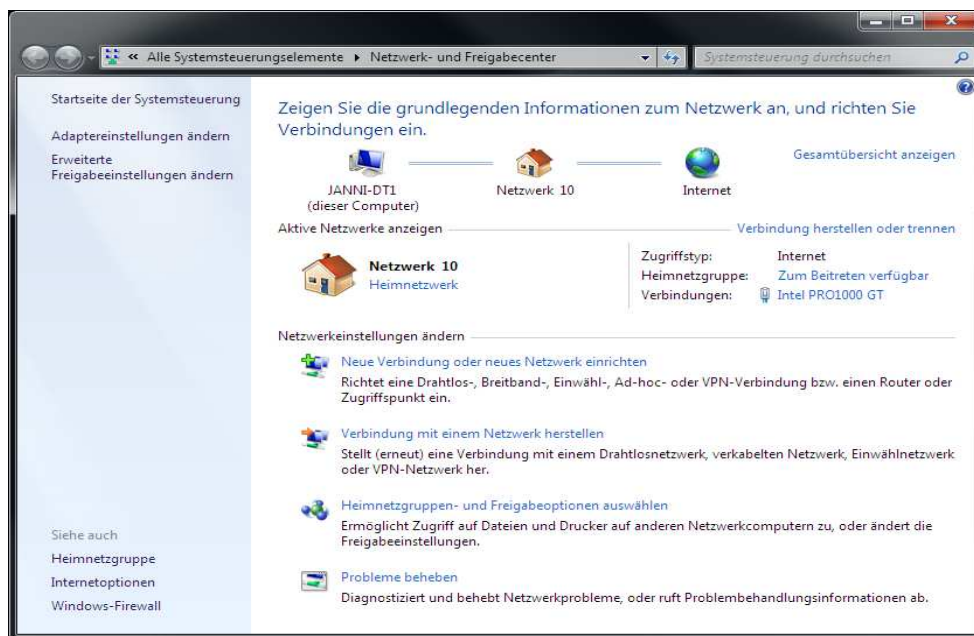 « Alle Systemsteuerungselemente ▸ Netzwerk- und Freigabecenter
Systemsteuerung durchsuchen
Startseite der Systemsteuerung
Adaptereinstellungen ändern
Erweiterte
Freigabeeinstellungen ändern
Zeigen Sie die grundlegenden Informationen zum Netzwerk an, und richten Sie
Verbindungen ein.
Gesamtübersicht anzeigen
JANNI-DT1
(dieser Computer)
Netzwerk 10
Internet
Aktive Netzwerke anzeigen
Verbindung herstellen oder trennen
Netzwerk 10
Heimnetzwerk
Zugriffstyp: Internet
Heimnetzgruppe: Zum Beitreten verfügbar
Verbindungen: Intel PRO1000 GT
Netzwerkeinstellungen ändern
Neue Verbindung oder neues Netzwerk einrichten
Richtet eine Drahtlos-, Breitband-, Einwähl-, Ad-hoc- oder VPN-Verbindung bzw. einen Router oder
Zugriffspunkt ein.
Verbindung mit einem Netzwerk herstellen
Stellt (erneut) eine Verbindung mit einem Drahtlosnetzwerk, verkabelten Netzwerk, Einwählnetzwerk
oder VPN-Netzwerk her.
Heimnetzgruppen- und Freigabeoptionen auswählen
Ermöglicht Zugriff auf Dateien und Drucker auf anderen Netzwerkcomputern zu, oder ändert die
Freigabeeinstellungen.
Probleme beheben
Diagnostiziert und behebt Netzwerkprobleme, oder ruft Problembehandlungsinformationen ab.
Siehe auch
Heimnetzgruppe
Internetoptionen
Windows-Firewall